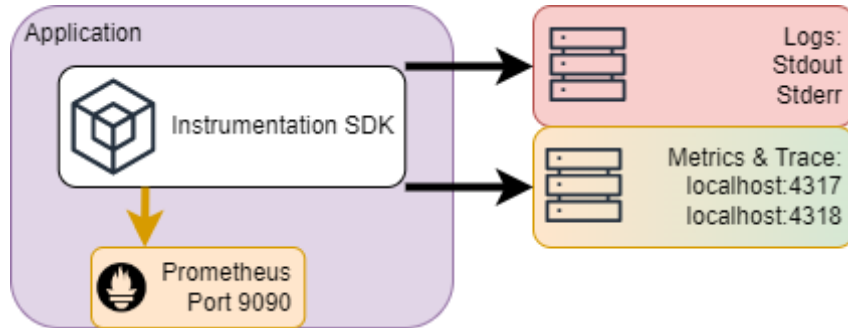 Application
Instrumentation SDK
Prometheus
Port 9090
Logs:
Stdout
Stderr
Metrics & Trace:
localhost:4317
localhost:4318